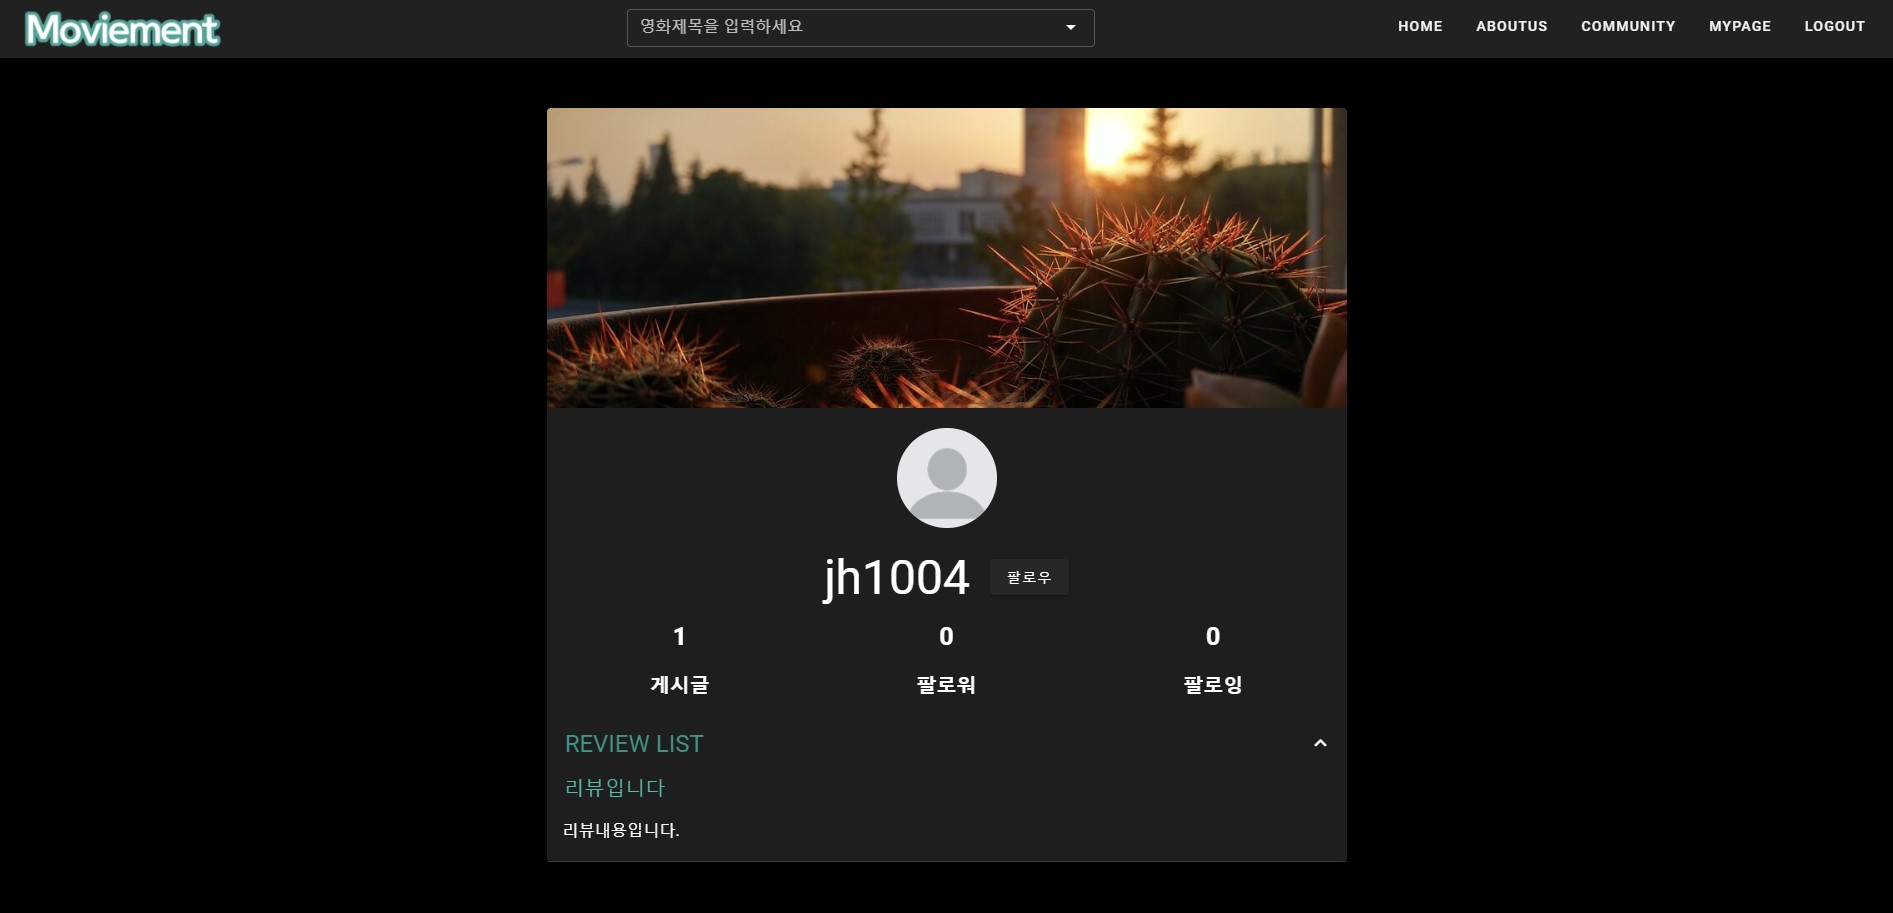 Moviement
영화제목을 입력하세요
HOME ABOUTUS COMMUNITY MYPAGE LOGOUT
jh1004
팔로우
1 0 0
게시글 팔로워 팔로잉
REVIEW LIST
리뷰입니다
리뷰내용입니다.